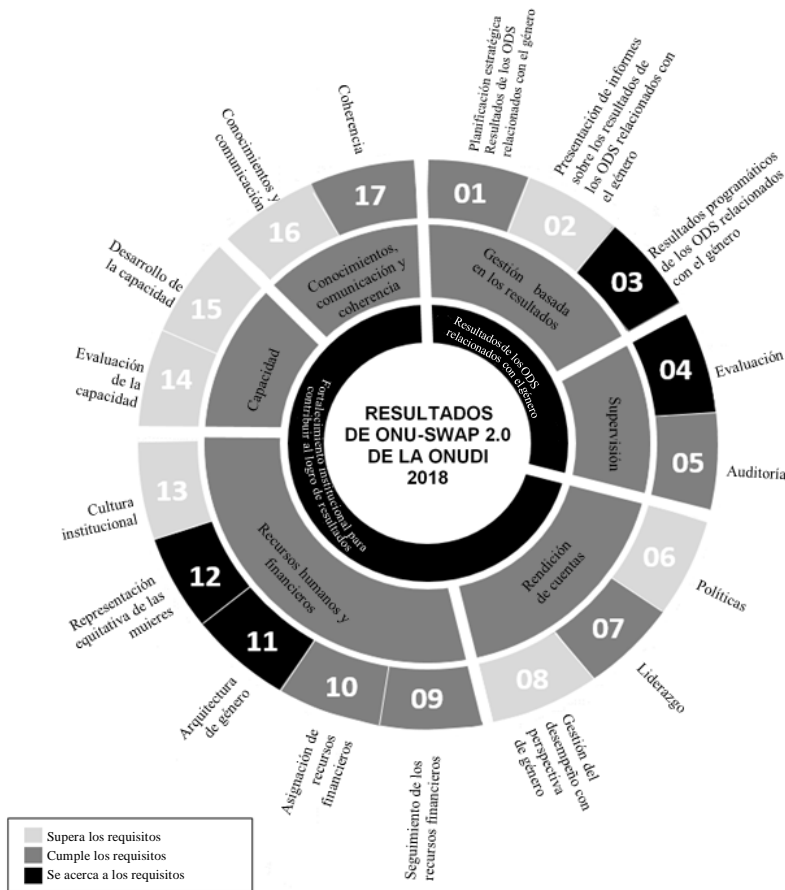 RESULTADOS
DE ONU-SWAP 2.0
DE LA ONUDI
2018
Resultados de los ODS
relacionados con el género
Fortalecimiento institucional para
contribuir al logro de resultados
Gestión basada
en los resultados
Supervisión
Rendición
de cuentas
Recursos humanos y
financieros
Capacidad
Conocimientos,
comunicación y
coherencia
01
Planificación estratégica
Resultados de los ODS
relacionados con el género
02
Presentación de informes
sobre los resultados de
los ODS relacionados con
el género
03
Resultados programáticos
de los ODS relacionados
con el género
04
Evaluación
05
Auditoría
06
Políticas
07
Liderazgo
08
Gestión del
desempeño con
perspectiva
de género
09
Seguimiento de los
recursos financieros
10
Asignación de
recursos
financieros
11
Arquitectura
de género
12
Representación
equitativa de las
mujeres
13
Cultura
institucional
14
Evaluación
de la
capacidad
15
Desarrollo de
la capacidad
16
Conocimientos y
comunicación
17
Coherencia
Supera los requisitos
Cumple los requisitos
Se acerca a los requisitos